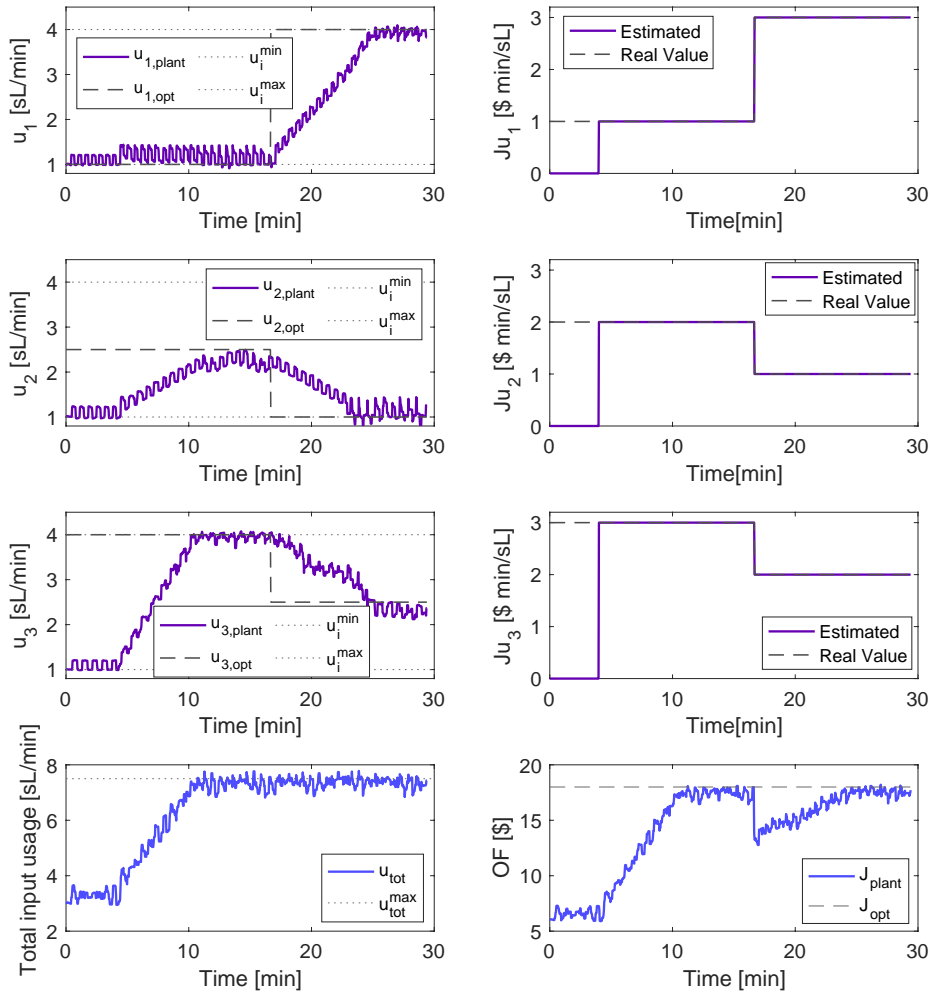 u1 [sL/min]
4
3
2
1
u1,plant
u1,opt
ui^min
ui^max
0 10 20 30
Time [min]
Ju1 [$ min/sL]
3
2
1
0
Estimated
Real Value
0 10 20 30
Time[min]
u2 [sL/min]
4
3
2
1
u2,plant
u2,opt
ui^min
ui^max
0 10 20 30
Time [min]
Ju2 [$ min/sL]
3
2
1
0
Estimated
Real Value
0 10 20 30
Time[min]
u3 [sL/min]
4
3
2
1
u3,plant
u3,opt
ui^min
ui^max
0 10 20 30
Time [min]
Ju3 [$ min/sL]
3
2
1
0
Estimated
Real Value
0 10 20 30
Time[min]
Total input usage [sL/min]
8
6
4
2
utot
utot^max
0 10 20 30
Time [min]
OF [$]
20
15
10
5
Jplant
Jopt
0 10 20 30
Time [min]